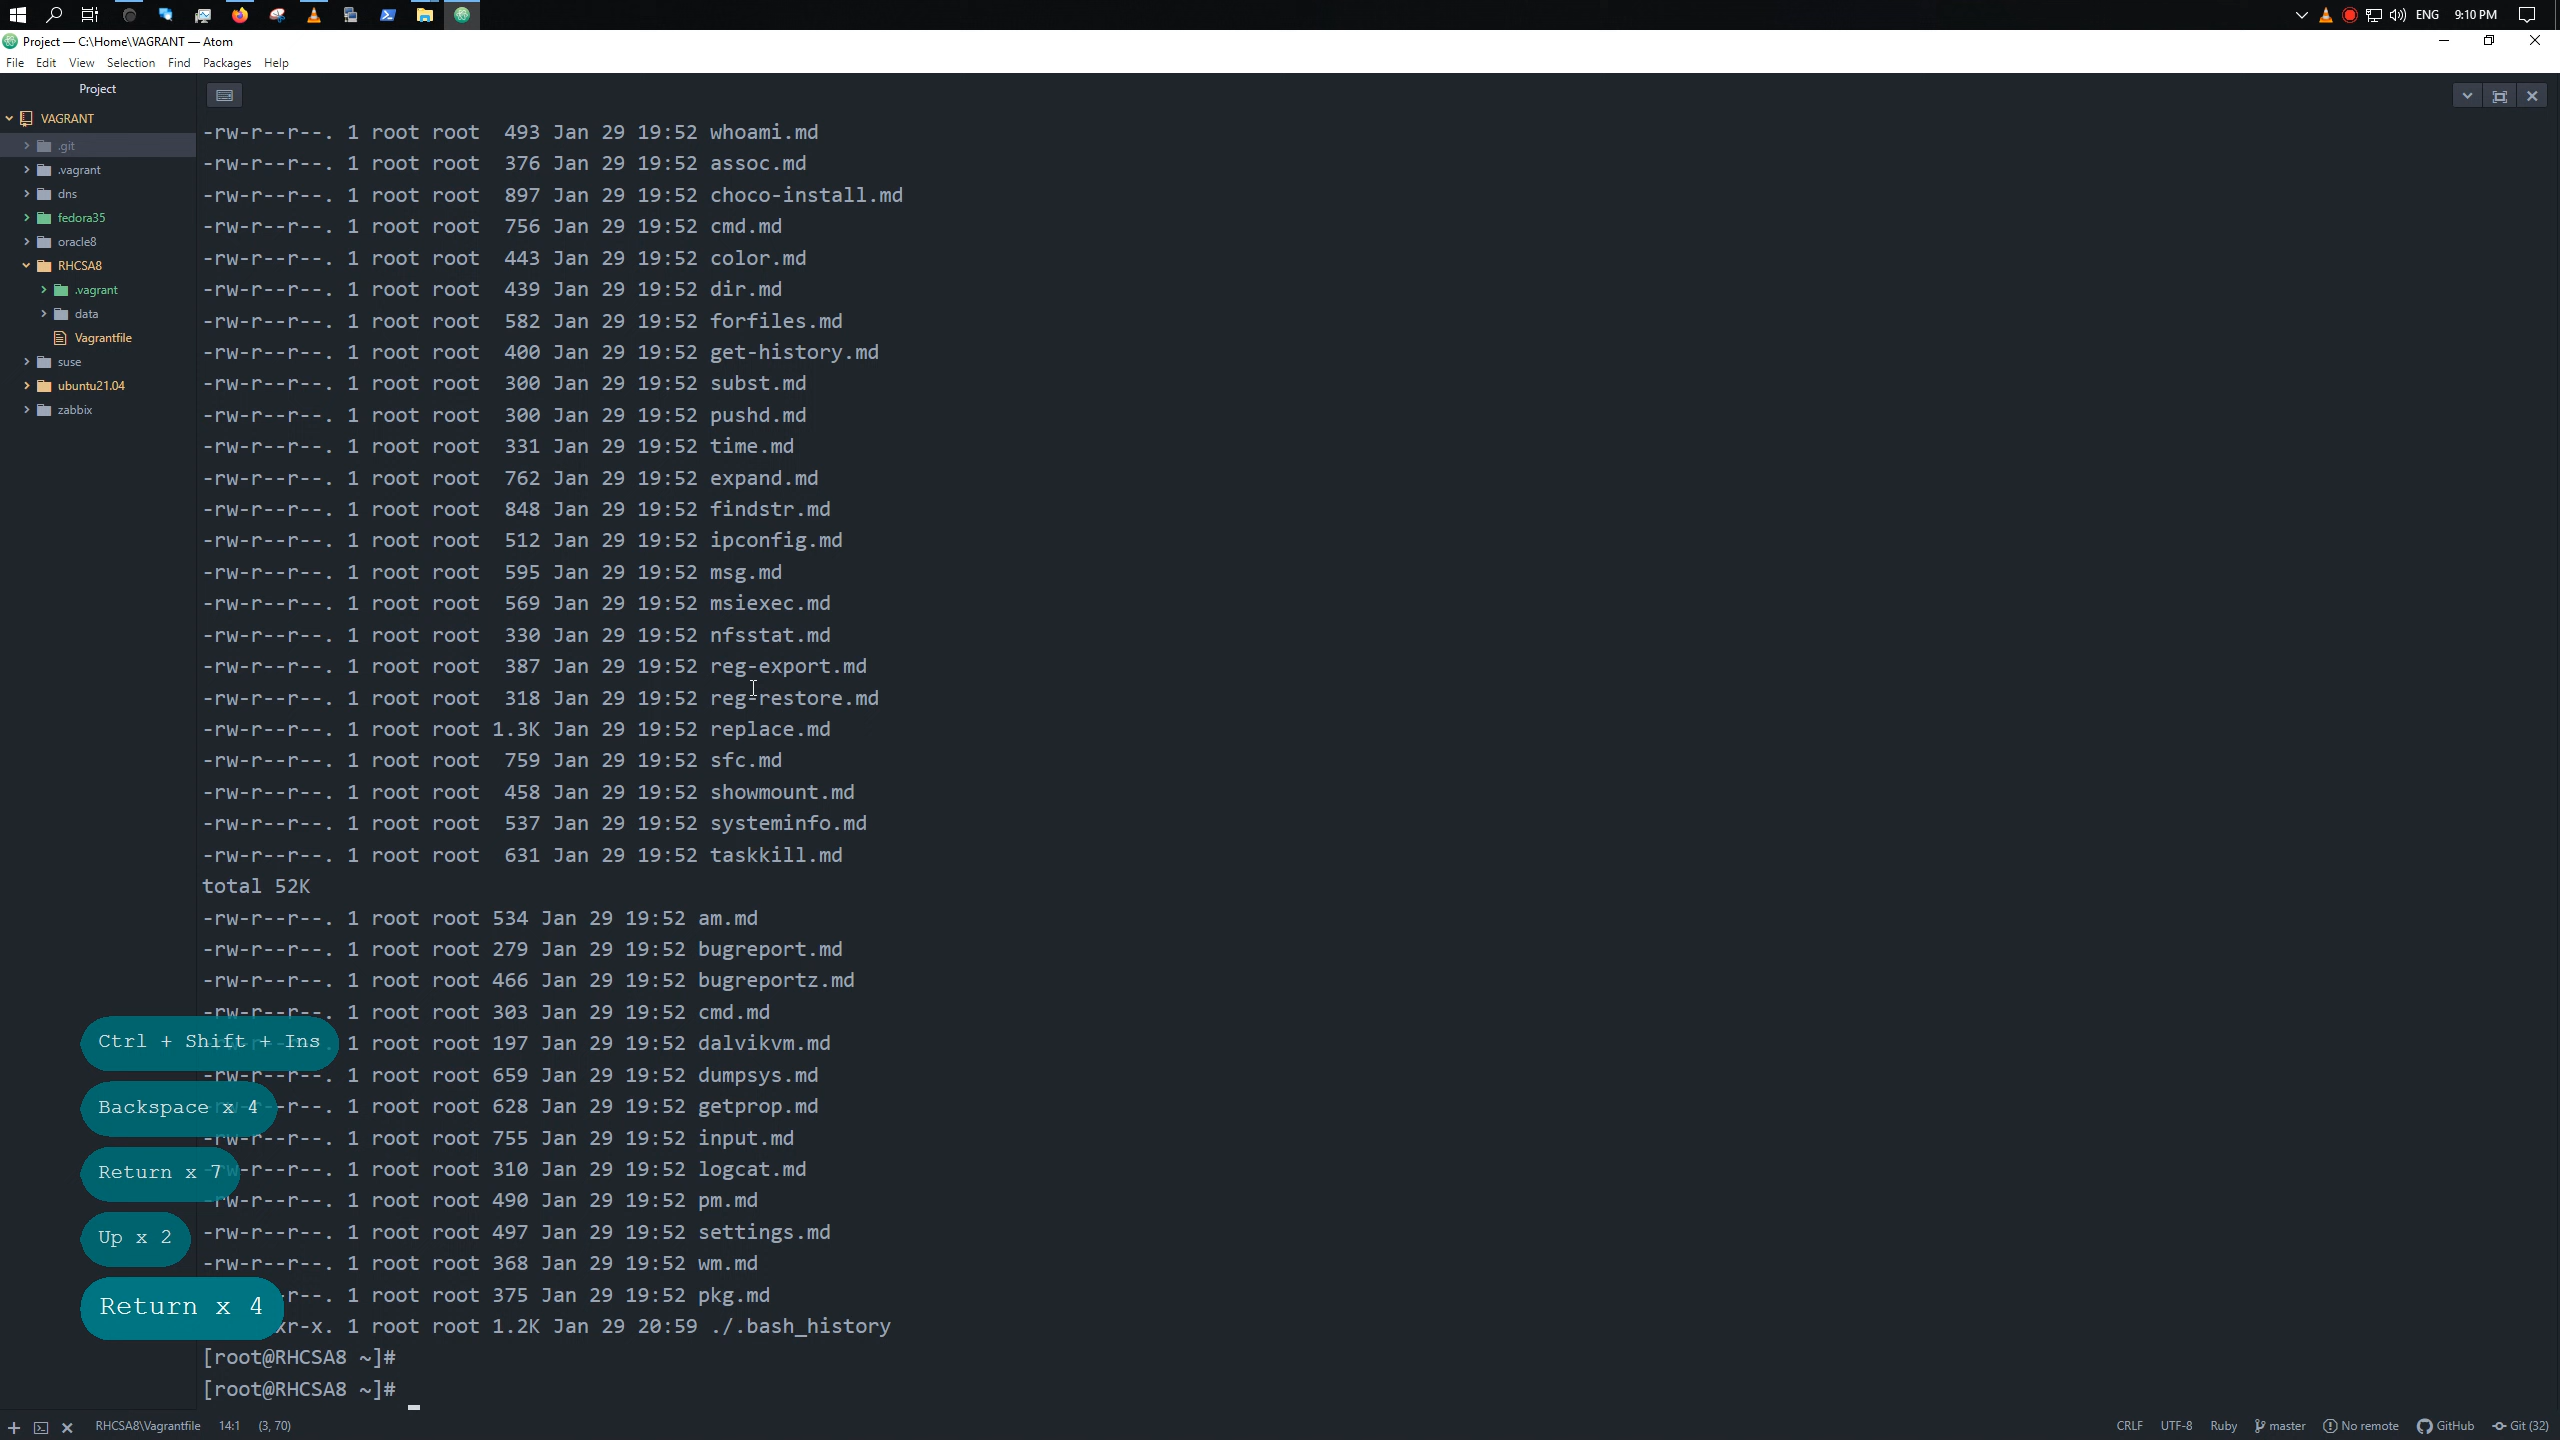 ENG
9:10 PM
Project — C:\Home\VAGRANT — Atom
File Edit View Selection Find Packages Help
Project
VAGRANT
.git
.vagrant
dns
fedora35
oracle8
RHCSA8
.vagrant
data
Vagrantfile
suse
ubuntu21.04
zabbix
-rw-r--r--. 1 root root  493 Jan 29 19:52 whoami.md
-rw-r--r--. 1 root root  376 Jan 29 19:52 assoc.md
-rw-r--r--. 1 root root  897 Jan 29 19:52 choco-install.md
-rw-r--r--. 1 root root  756 Jan 29 19:52 cmd.md
-rw-r--r--. 1 root root  443 Jan 29 19:52 color.md
-rw-r--r--. 1 root root  439 Jan 29 19:52 dir.md
-rw-r--r--. 1 root root  582 Jan 29 19:52 forfiles.md
-rw-r--r--. 1 root root  400 Jan 29 19:52 get-history.md
-rw-r--r--. 1 root root  300 Jan 29 19:52 subst.md
-rw-r--r--. 1 root root  300 Jan 29 19:52 pushd.md
-rw-r--r--. 1 root root  331 Jan 29 19:52 time.md
-rw-r--r--. 1 root root  762 Jan 29 19:52 expand.md
-rw-r--r--. 1 root root  848 Jan 29 19:52 findstr.md
-rw-r--r--. 1 root root  512 Jan 29 19:52 ipconfig.md
-rw-r--r--. 1 root root  595 Jan 29 19:52 msg.md
-rw-r--r--. 1 root root  569 Jan 29 19:52 msiexec.md
-rw-r--r--. 1 root root  330 Jan 29 19:52 nfsstat.md
-rw-r--r--. 1 root root  387 Jan 29 19:52 reg-export.md
-rw-r--r--. 1 root root  318 Jan 29 19:52 reg-restore.md
-rw-r--r--. 1 root root 1.3K Jan 29 19:52 replace.md
-rw-r--r--. 1 root root  759 Jan 29 19:52 sfc.md
-rw-r--r--. 1 root root  458 Jan 29 19:52 showmount.md
-rw-r--r--. 1 root root  537 Jan 29 19:52 systeminfo.md
-rw-r--r--. 1 root root  631 Jan 29 19:52 taskkill.md
total 52K
-rw-r--r--. 1 root root 534 Jan 29 19:52 am.md
-rw-r--r--. 1 root root 279 Jan 29 19:52 bugreport.md
-rw-r--r--. 1 root root 466 Jan 29 19:52 bugreportz.md
-rw-r--r--. 1 root root 303 Jan 29 19:52 cmd.md
1 root root 197 Jan 29 19:52 dalvikvm.md
-rw-r--r--. 1 root root 659 Jan 29 19:52 dumpsys.md
-r--. 1 root root 628 Jan 29 19:52 getprop.md
-rw-r--r--. 1 root root 755 Jan 29 19:52 input.md
-r--r--. 1 root root 310 Jan 29 19:52 logcat.md
-rw-r--r--. 1 root root 490 Jan 29 19:52 pm.md
-rw-r--r--. 1 root root 497 Jan 29 19:52 settings.md
-rw-r--r--. 1 root root 368 Jan 29 19:52 wm.md
r--. 1 root root 375 Jan 29 19:52 pkg.md
xr-x. 1 root root 1.2K Jan 29 20:59 ./.bash_history
[root@RHCSA8 ~]#
[root@RHCSA8 ~]#
Ctrl + Shift + Ins
Backspace x 4
Return x 7
Up x 2
Return x 4
RHCSA8\Vagrantfile 14:1 (3, 70)
CRLF UTF-8 Ruby master No remote GitHub Git (32)